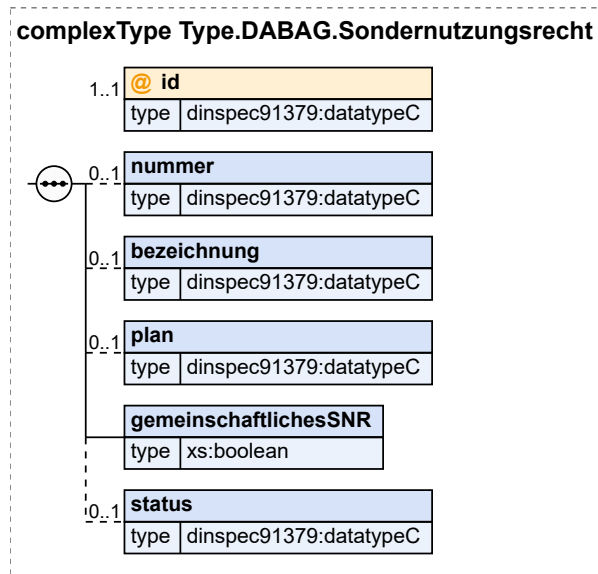 complexType Type.DABAG.Sondernutzungsrecht
1..1 @ id
type dinspec91379:datatypeC
0..1 nummer
type dinspec91379:datatypeC
0..1 bezeichnung
type dinspec91379:datatypeC
0..1 plan
type dinspec91379:datatypeC
gemeinschaftlichesSNR
type xs:boolean
0..1 status
type dinspec91379:datatypeC